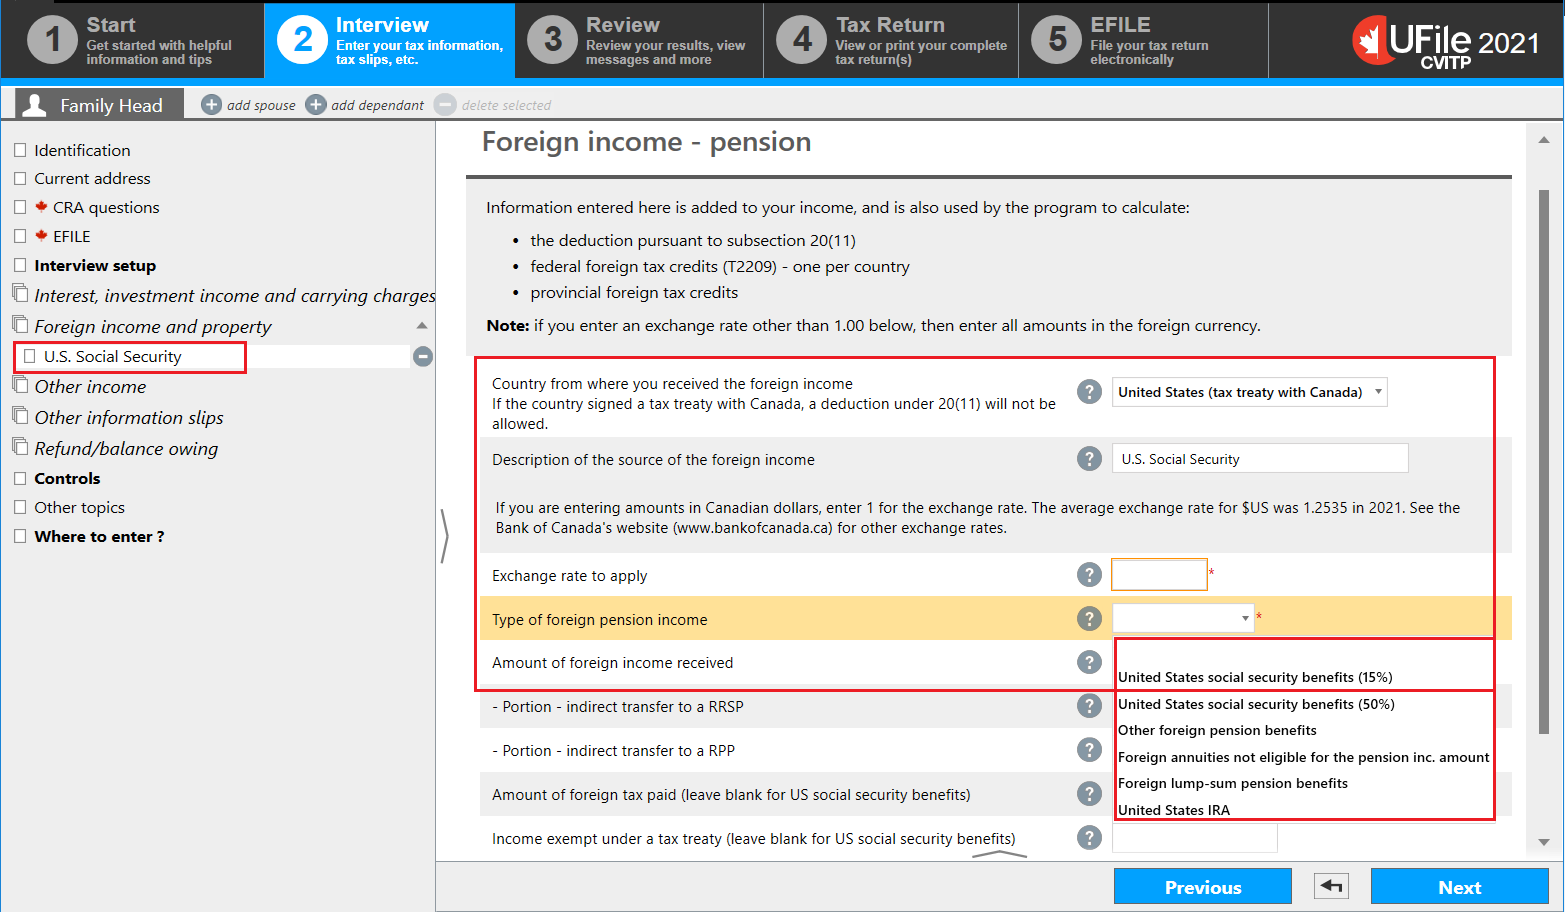 1 Start
Get started with helpful
information and tips
2 Interview
Enter your tax information,
tax slips, etc.
3 Review
Review your results, view
messages and more
4 Tax Return
View or print your complete
tax return(s)
5 EFILE
File your tax return
electronically
UFile 2021
CVITP
Family Head
add spouse
add dependant
delete selected
Identification
Current address
CRA questions
EFILE
Interview setup
Interest, investment income and carrying charges
Foreign income and property
U.S. Social Security
Other income
Other information slips
Refund/balance owing
Controls
Other topics
Where to enter ?
Foreign income - pension
Information entered here is added to your income, and is also used by the program to calculate:
• the deduction pursuant to subsection 20(11)
• federal foreign tax credits (T2209) - one per country
• provincial foreign tax credits
Note: if you enter an exchange rate other than 1.00 below, then enter all amounts in the foreign currency.
Country from where you received the foreign income
If the country signed a tax treaty with Canada, a deduction under 20(11) will not be
allowed.
? United States (tax treaty with Canada)
Description of the source of the foreign income ? U.S. Social Security
If you are entering amounts in Canadian dollars, enter 1 for the exchange rate. The average exchange rate for $US was 1.2535 in 2021. See the
Bank of Canada's website (www.bankofcanada.ca) for other exchange rates.
Exchange rate to apply ? *
Type of foreign pension income ? *
Amount of foreign income received ?
- Portion - indirect transfer to a RRSP ?
- Portion - indirect transfer to a RPP ?
Amount of foreign tax paid (leave blank for US social security benefits) ?
Income exempt under a tax treaty (leave blank for US social security benefits) ?
United States social security benefits (15%)
United States social security benefits (50%)
Other foreign pension benefits
Foreign annuities not eligible for the pension inc. amount
Foreign lump-sum pension benefits
United States IRA
Previous
Next